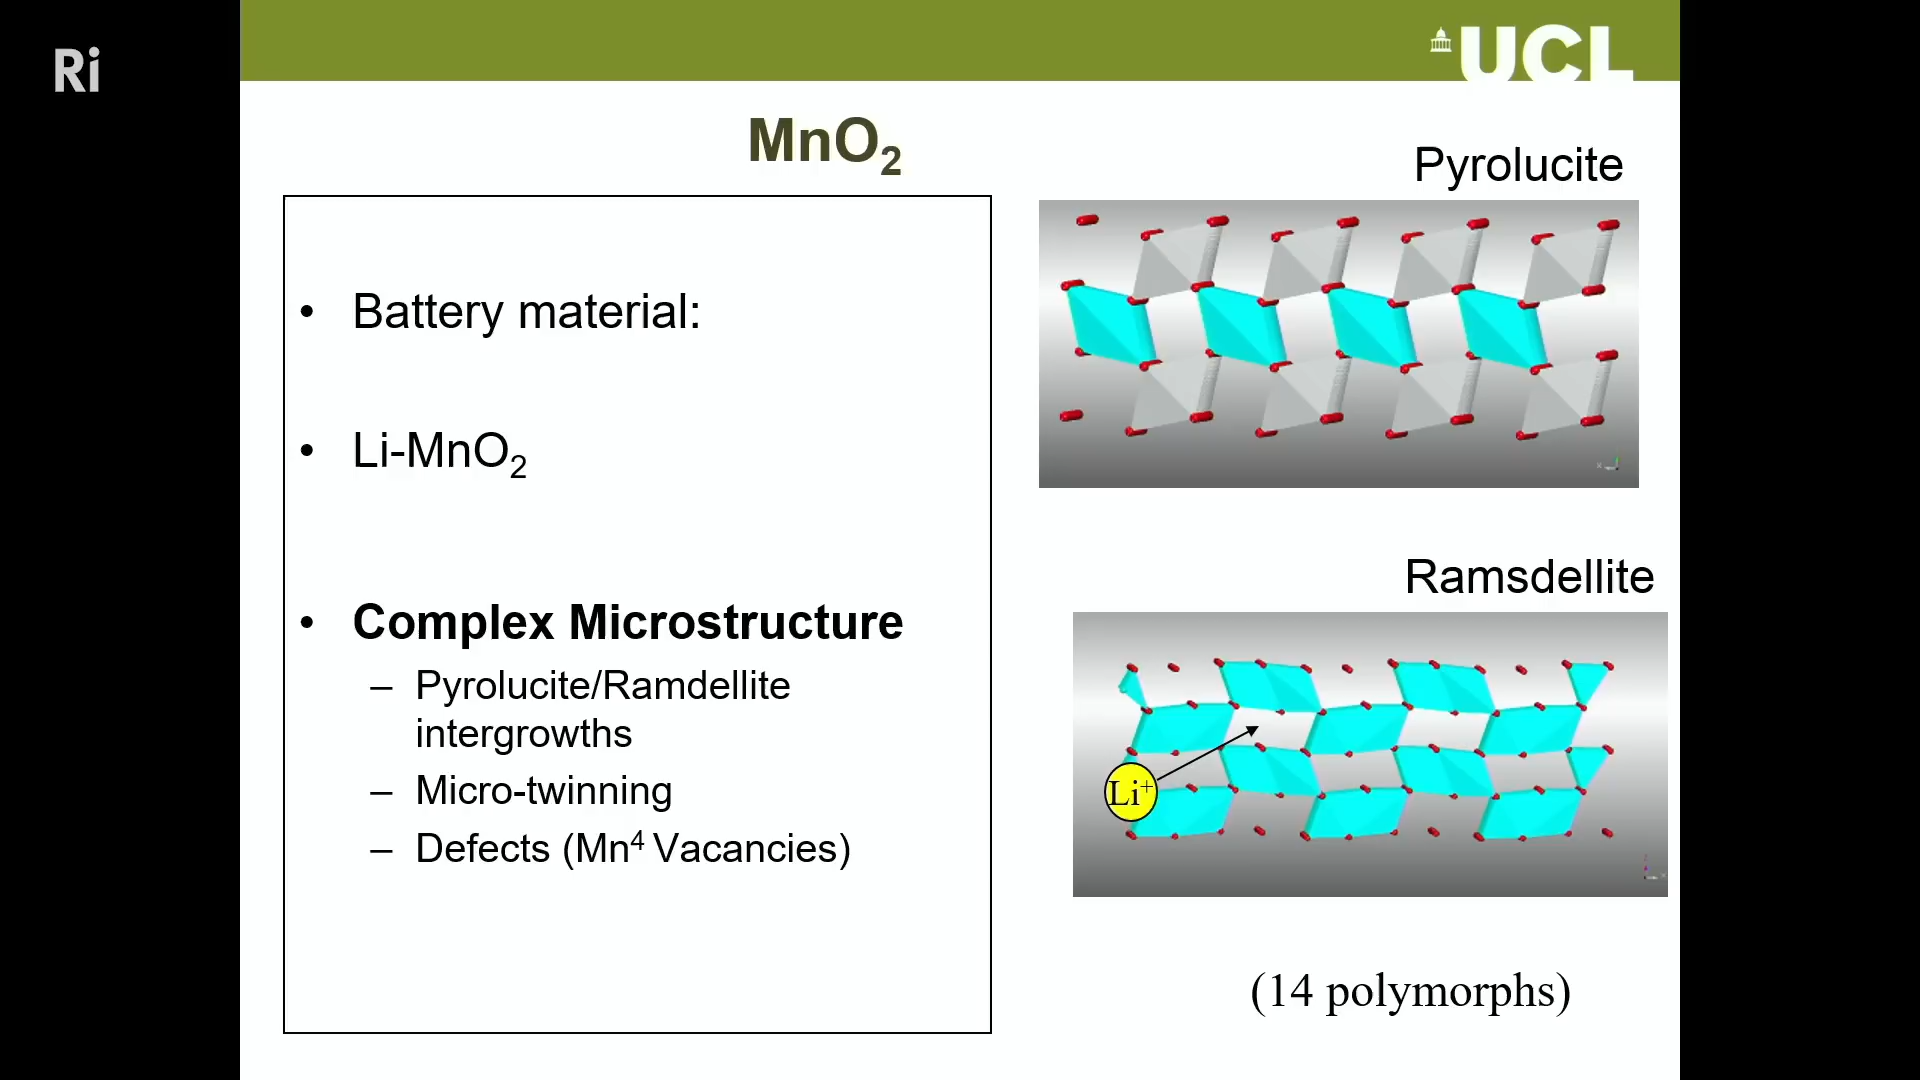 Ri
UCL
MnO₂
Pyrolucite
• Battery material:
• Li-MnO₂
• Complex Microstructure
– Pyrolucite/Ramdellite
intergrowths
– Micro-twinning
– Defects (Mn⁴ Vacancies)
Ramsdellite
Li⁺
(14 polymorphs)